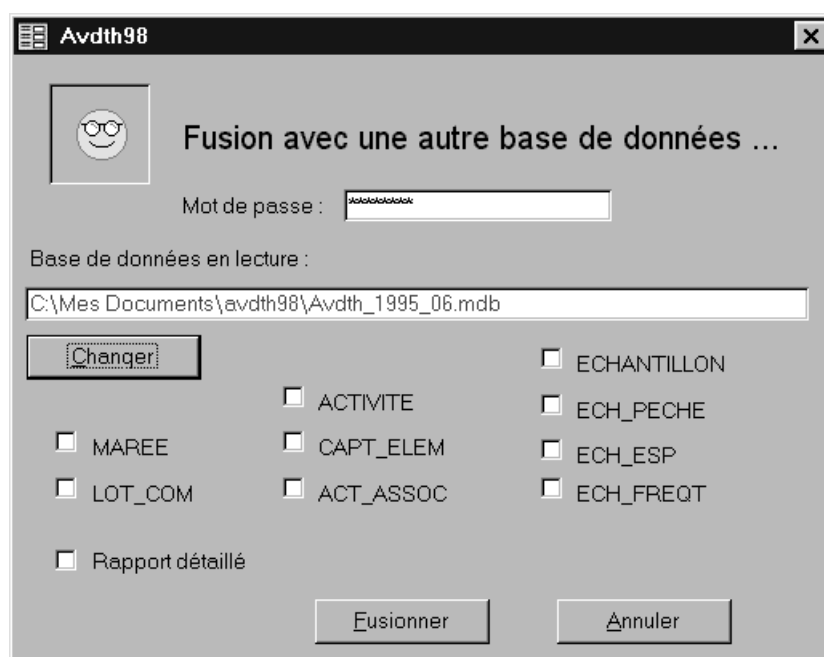 Avdth98
Fusion avec une autre base de données ...
Mot de passe : *********
Base de données en lecture :
C:\Mes Documents\avdth98\Avdth_1995_06.mdb
Changer
ECHANTILLON
ACTIVITE
ECH_PECHE
MAREE
CAPT_ELEM
ECH_ESP
LOT_COM
ACT_ASSOC
ECH_FREQT
Rapport détaillé
Fusionner
Annuler